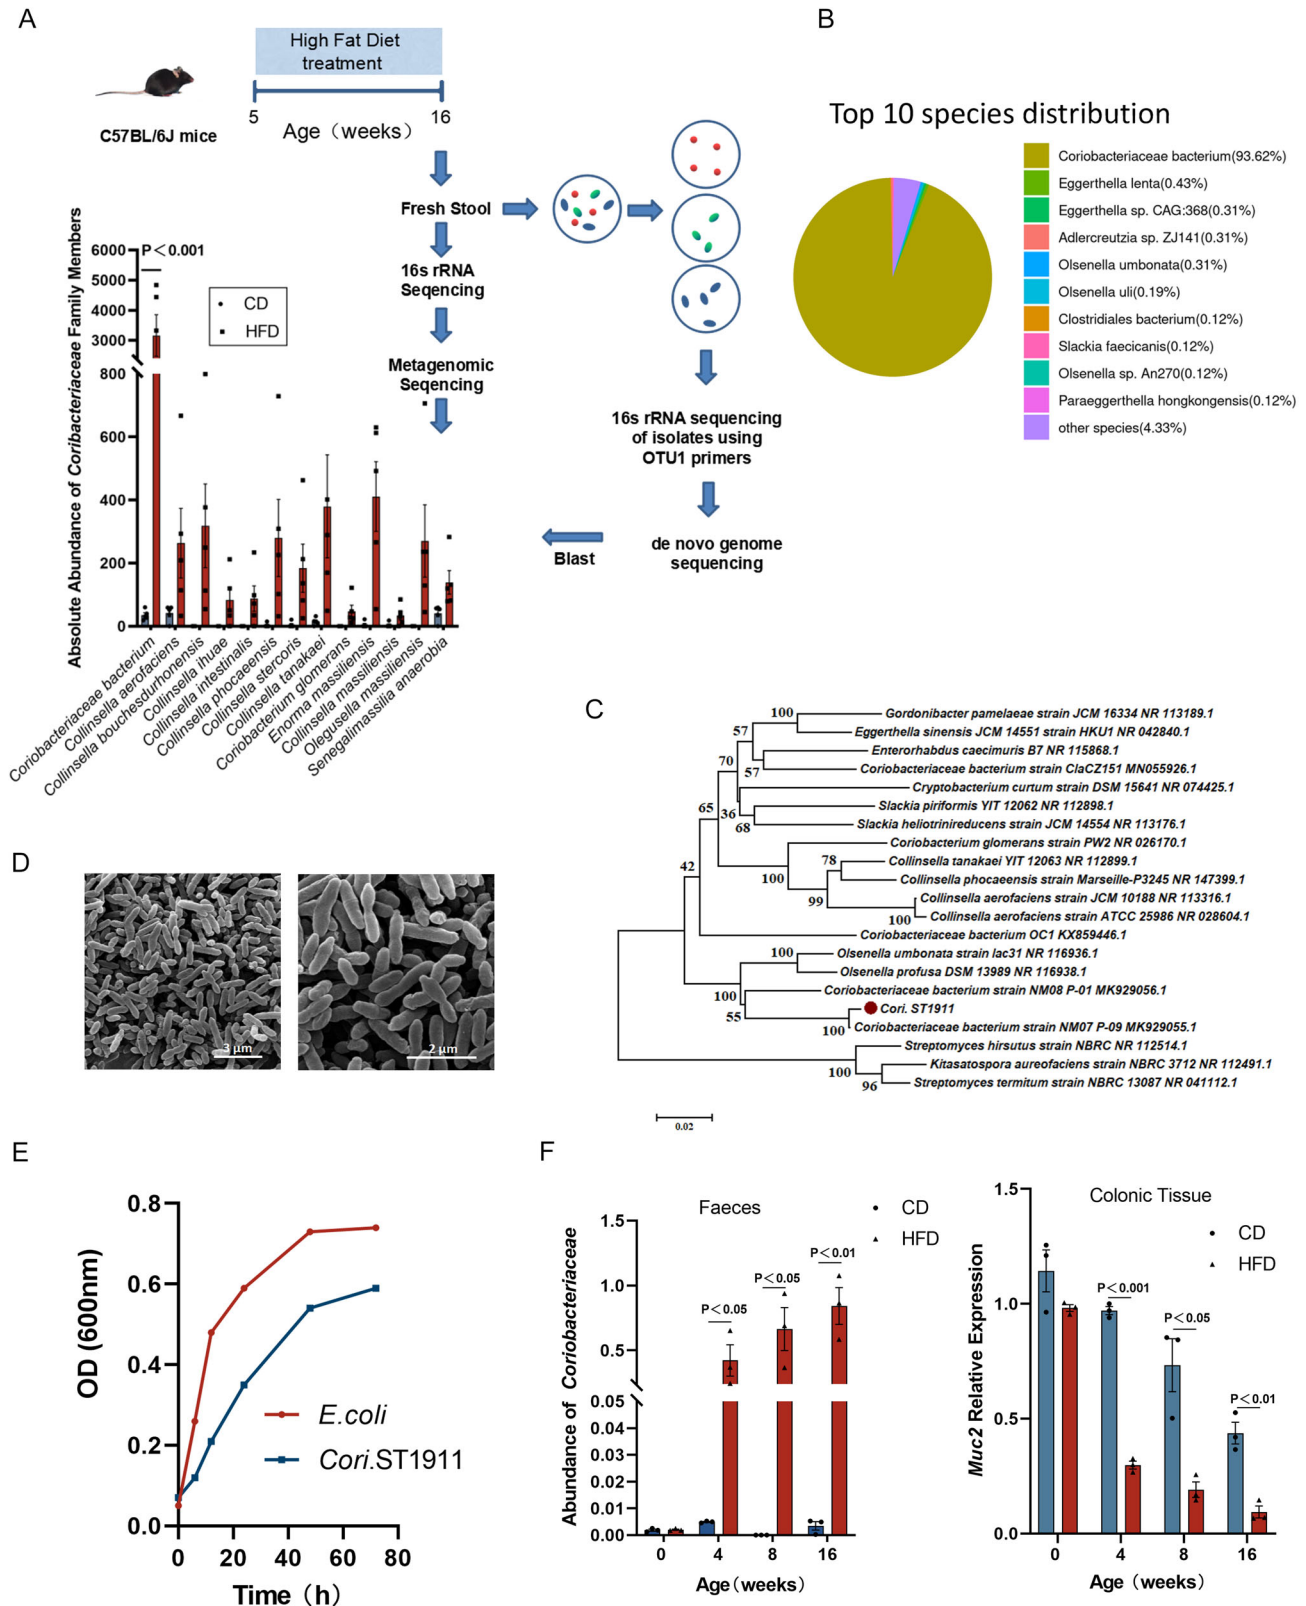 A
High Fat Diet
treatment
5
16
Age（weeks）
C57BL/6J mice
Fresh Stool
16s rRNA
Seqencing
Metagenomic
Seqencing
16s rRNA sequencing
of isolates using
OTU1 primers
de novo genome
sequencing
Blast
Absolute Abundance of Coribacteriaceae Family Members
6000
5000
4000
3000
800
600
400
200
0
P＜0.001
CD
HFD
Coriobacteriaceae bacterium
Collinsella aerofaciens
Collinsella bouchesdurhonensis
Collinsella ihuae
Collinsella intestinalis
Collinsella phocaeensis
Collinsella stercoris
Collinsella tanakaei
Coriobacterium glomerans
Enorma massiliensis
Collinsella massiliensis
Olegusella massiliensis
Senegalimassilia anaerobia
B
Top 10 species distribution
Coriobacteriaceae bacterium(93.62%)
Eggerthella lenta(0.43%)
Eggerthella sp. CAG:368(0.31%)
Adlercreutzia sp. ZJ141(0.31%)
Olsenella umbonata(0.31%)
Olsenella uli(0.19%)
Clostridiales bacterium(0.12%)
Slackia faecicanis(0.12%)
Olsenella sp. An270(0.12%)
Paraeggerthella hongkongensis(0.12%)
other species(4.33%)
C
Gordonibacter pamelaeae strain JCM 16334 NR 113189.1
Eggerthella sinensis JCM 14551 strain HKU1 NR 042840.1
Enterorhabdus caecimuris B7 NR 115868.1
Coriobacteriaceae bacterium strain ClaCZ151 MN055926.1
Cryptobacterium curtum strain DSM 15641 NR 074425.1
Slackia piriformis YIT 12062 NR 112898.1
Slackia heliotrinireducens strain JCM 14554 NR 113176.1
Coriobacterium glomerans strain PW2 NR 026170.1
Collinsella tanakaei YIT 12063 NR 112899.1
Collinsella phocaeensis strain Marseille-P3245 NR 147399.1
Collinsella aerofaciens strain JCM 10188 NR 113316.1
Collinsella aerofaciens strain ATCC 25986 NR 028604.1
Coriobacteriaceae bacterium OC1 KX859446.1
Olsenella umbonata strain lac31 NR 116936.1
Olsenella profusa DSM 13989 NR 116938.1
Coriobacteriaceae bacterium strain NM08 P-01 MK929056.1
Cori. ST1911
Coriobacteriaceae bacterium strain NM07 P-09 MK929055.1
Streptomyces hirsutus strain NBRC NR 112514.1
Kitasatospora aureofaciens strain NBRC 3712 NR 112491.1
Streptomyces termitum strain NBRC 13087 NR 041112.1
100
57
57
70
36
68
65
78
100
99
100
42
100
100
55
100
100
96
0.02
D
3 μm
2 μm
E
OD (600nm)
0.8
0.6
0.4
0.2
0.0
E.coli
Cori.ST1911
0 20 40 60 80
Time（h）
F
Faeces
CD
HFD
Abundance of Coriobacteriaceae
1.5
1.0
0.5
0.05
0.04
0.03
0.02
0.01
0.00
P＜0.05
P＜0.05
P＜0.01
0 4 8 16
Age（weeks）
Colonic Tissue
CD
HFD
Muc2 Relative Expression
1.5
1.0
0.5
0.0
P＜0.001
P＜0.05
P＜0.01
0 4 8 16
Age（weeks）